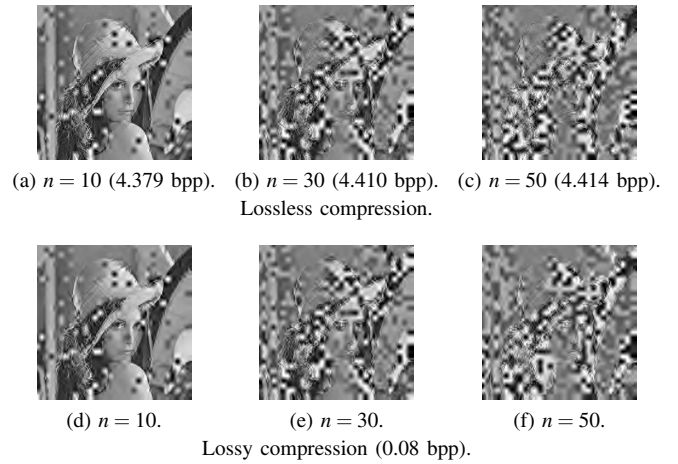 (a) n = 10 (4.379 bpp). (b) n = 30 (4.410 bpp). (c) n = 50 (4.414 bpp).
Lossless compression.
(d) n = 10. (e) n = 30. (f) n = 50.
Lossy compression (0.08 bpp).